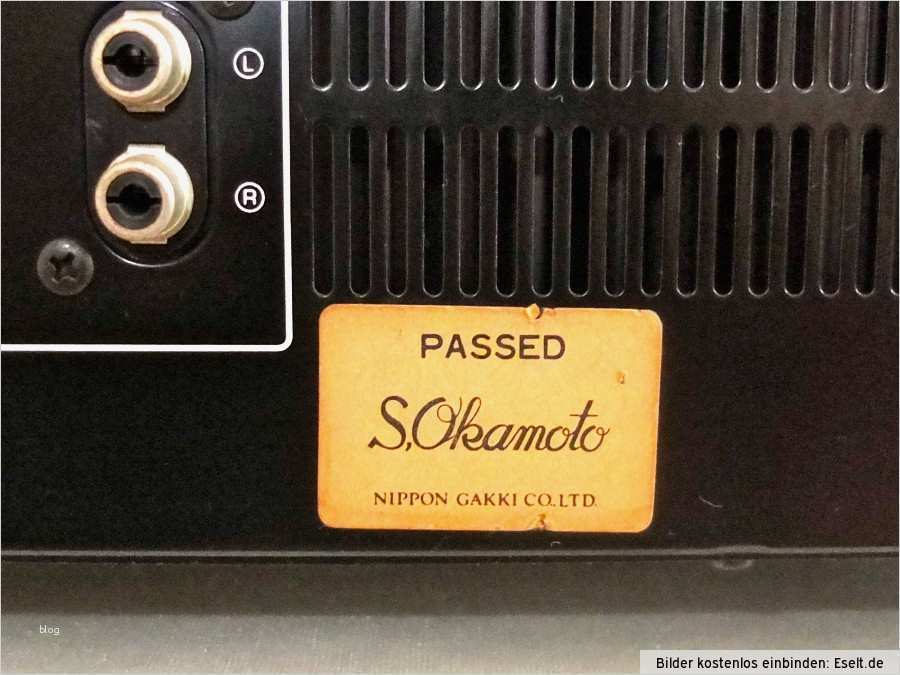 L
R
PASSED
S,Okamoto
NIPPON GAKKI CO.LTD.
blog
Bilder kostenlos einbinden: Eselt.de